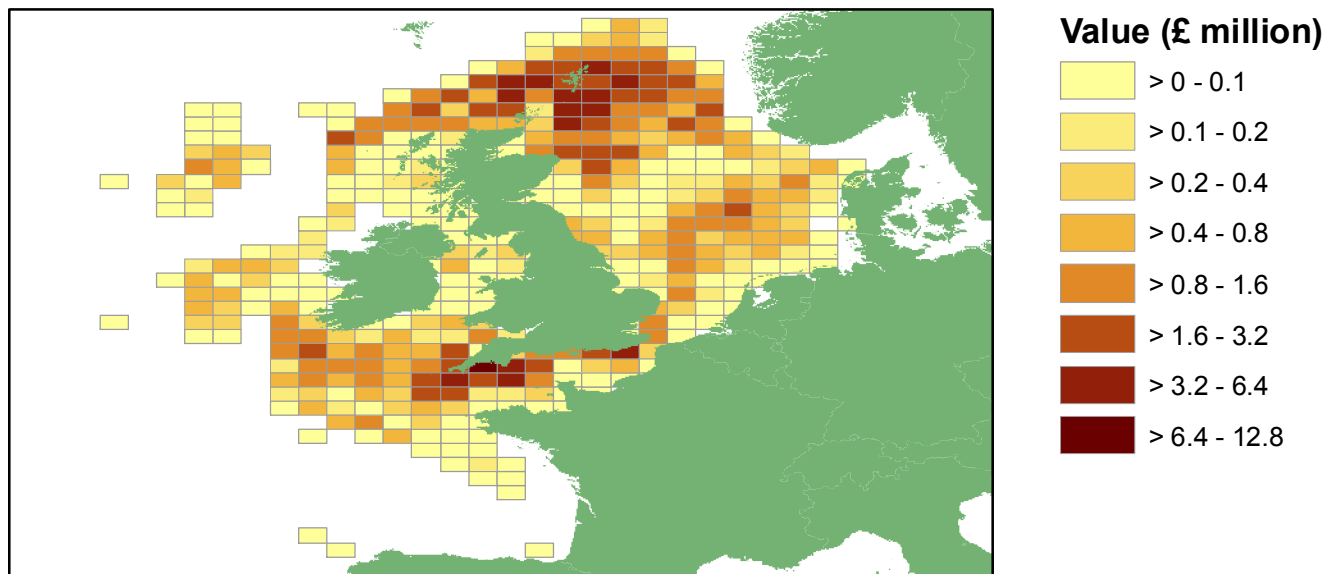 Value (£ million)
> 0 - 0.1
> 0.1 - 0.2
> 0.2 - 0.4
> 0.4 - 0.8
> 0.8 - 1.6
> 1.6 - 3.2
> 3.2 - 6.4
> 6.4 - 12.8